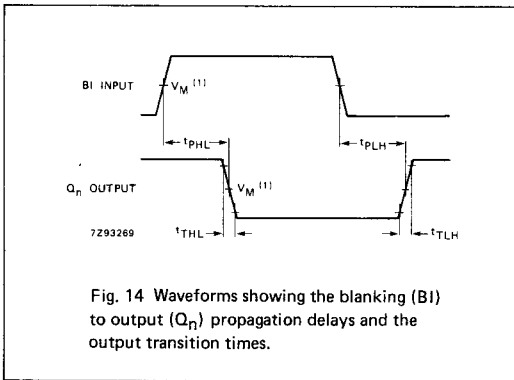 BI INPUT
VM (1)
tPHL
tPLH
Qn OUTPUT
VM (1)
7Z93269
tTHL
tTLH
Fig. 14 Waveforms showing the blanking (BI)
to output (Qn) propagation delays and the
output transition times.